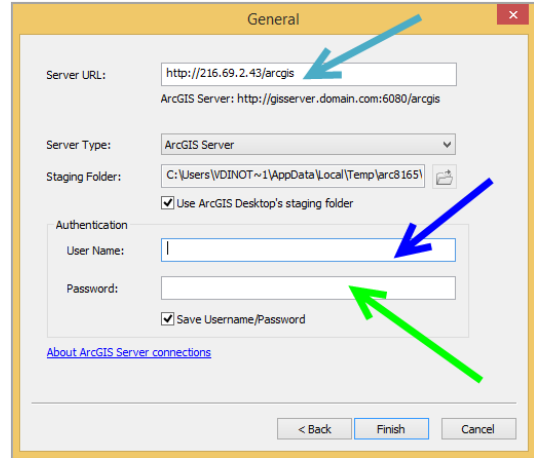 General
Server URL: http://216.69.2.43/arcgis
ArcGIS Server: http://gisserver.domain.com:6080/arcgis
Server Type: ArcGIS Server
Staging Folder: C:\Users\VDINOT~1\AppData\Local\Temp\arc8165\
Use ArcGIS Desktop's staging folder
Authentication
User Name:
Password:
Save Username/Password
About ArcGIS Server connections
< Back Finish Cancel